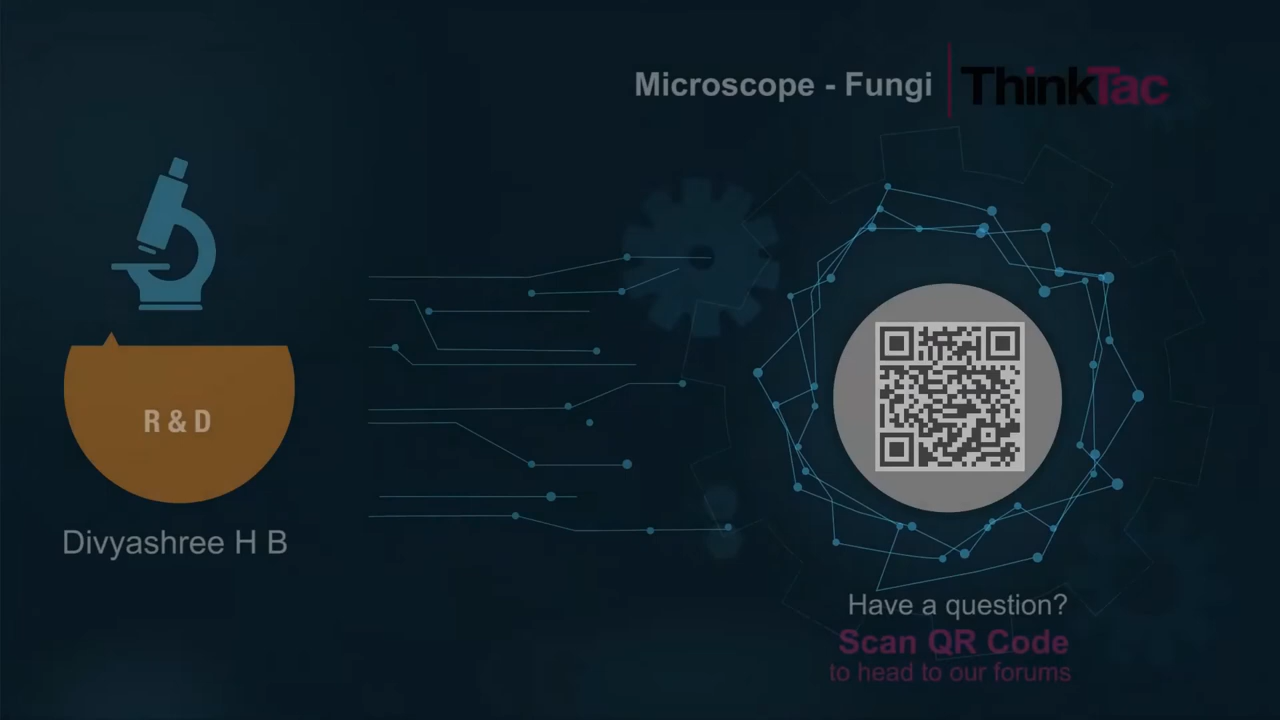 Microscope - Fungi
ThinkTac
R & D
Divyashree H B
Have a question?
Scan QR Code
to head to our forums